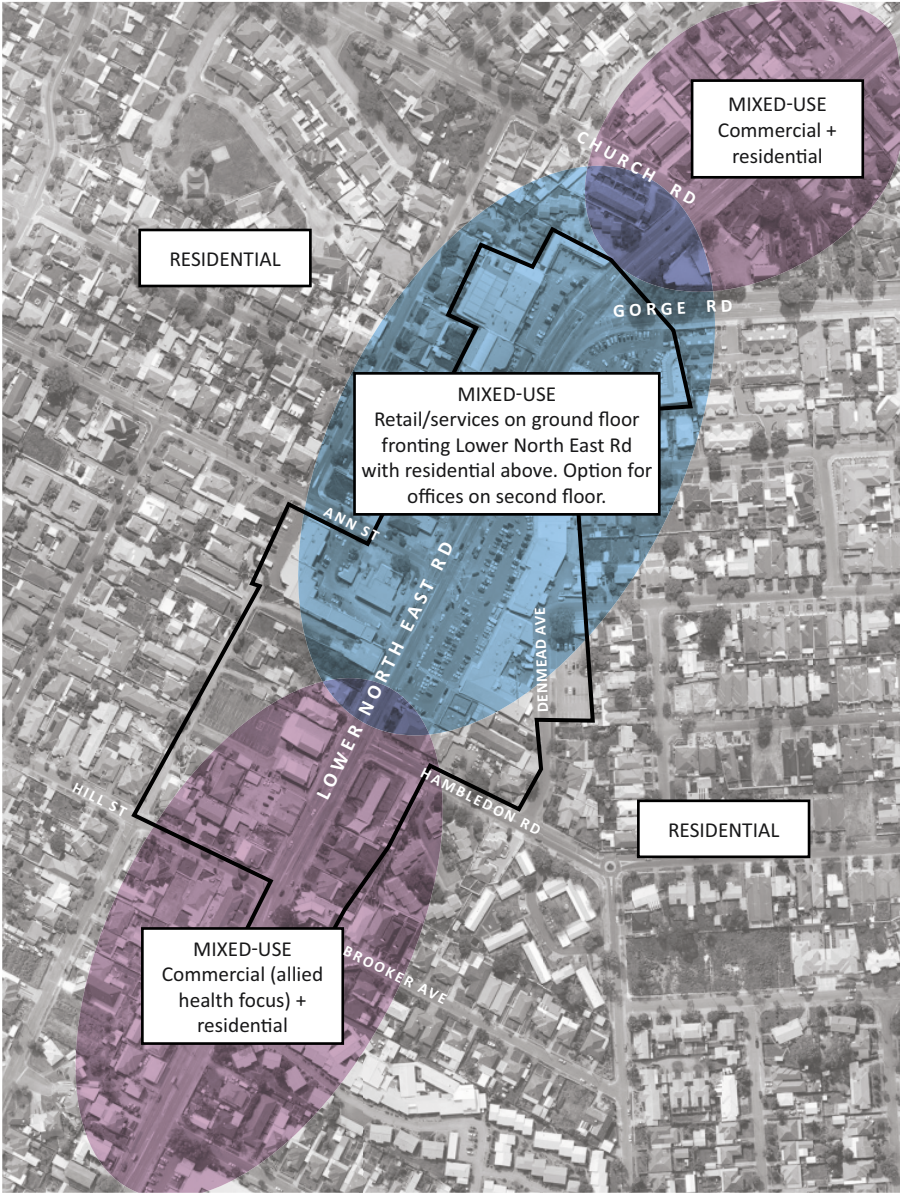 MIXED-USE
Commercial +
residential
CHURCH RD
RESIDENTIAL
GORGE RD
MIXED-USE
Retail/services on ground floor
fronting Lower North East Rd
with residential above. Option for
offices on second floor.
ANN ST
LOWER NORTH EAST RD
DENMEAD AVE
HILL ST
HAMBLEDON RD
RESIDENTIAL
MIXED-USE
Commercial (allied
health focus) +
residential
BROOKER AVE